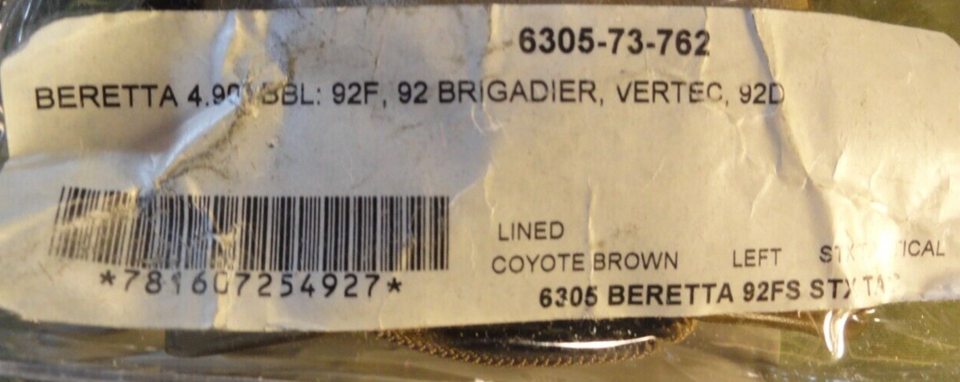 6305-73-762
BERETTA 4.90" BBL: 92F, 92 BRIGADIER, VERTEC, 92D
*781607254927*
LINED
COYOTE BROWN LEFT
6305 BERETTA 92FS STX